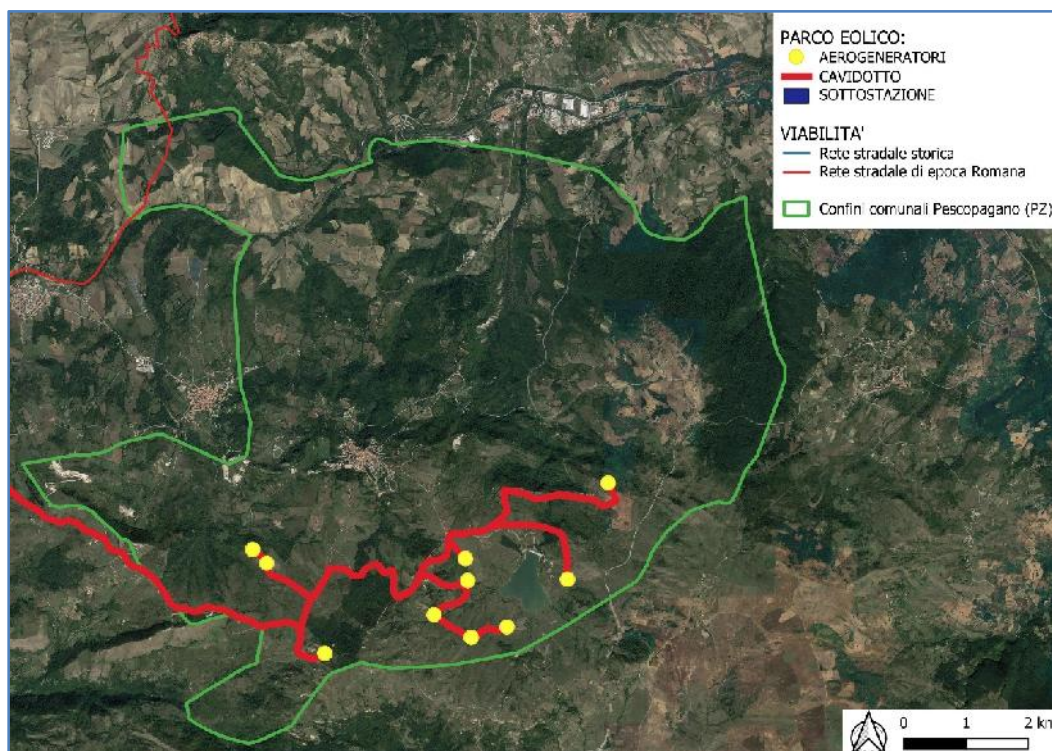 PARCO EOLICO:
AEROGENERATORI
CAVIDOTTO
SOTTOSTAZIONE
VIABILITA'
Rete stradale storica
Rete stradale di epoca Romana
Confini comunali Pescopagano (PZ)
0 1 2 km